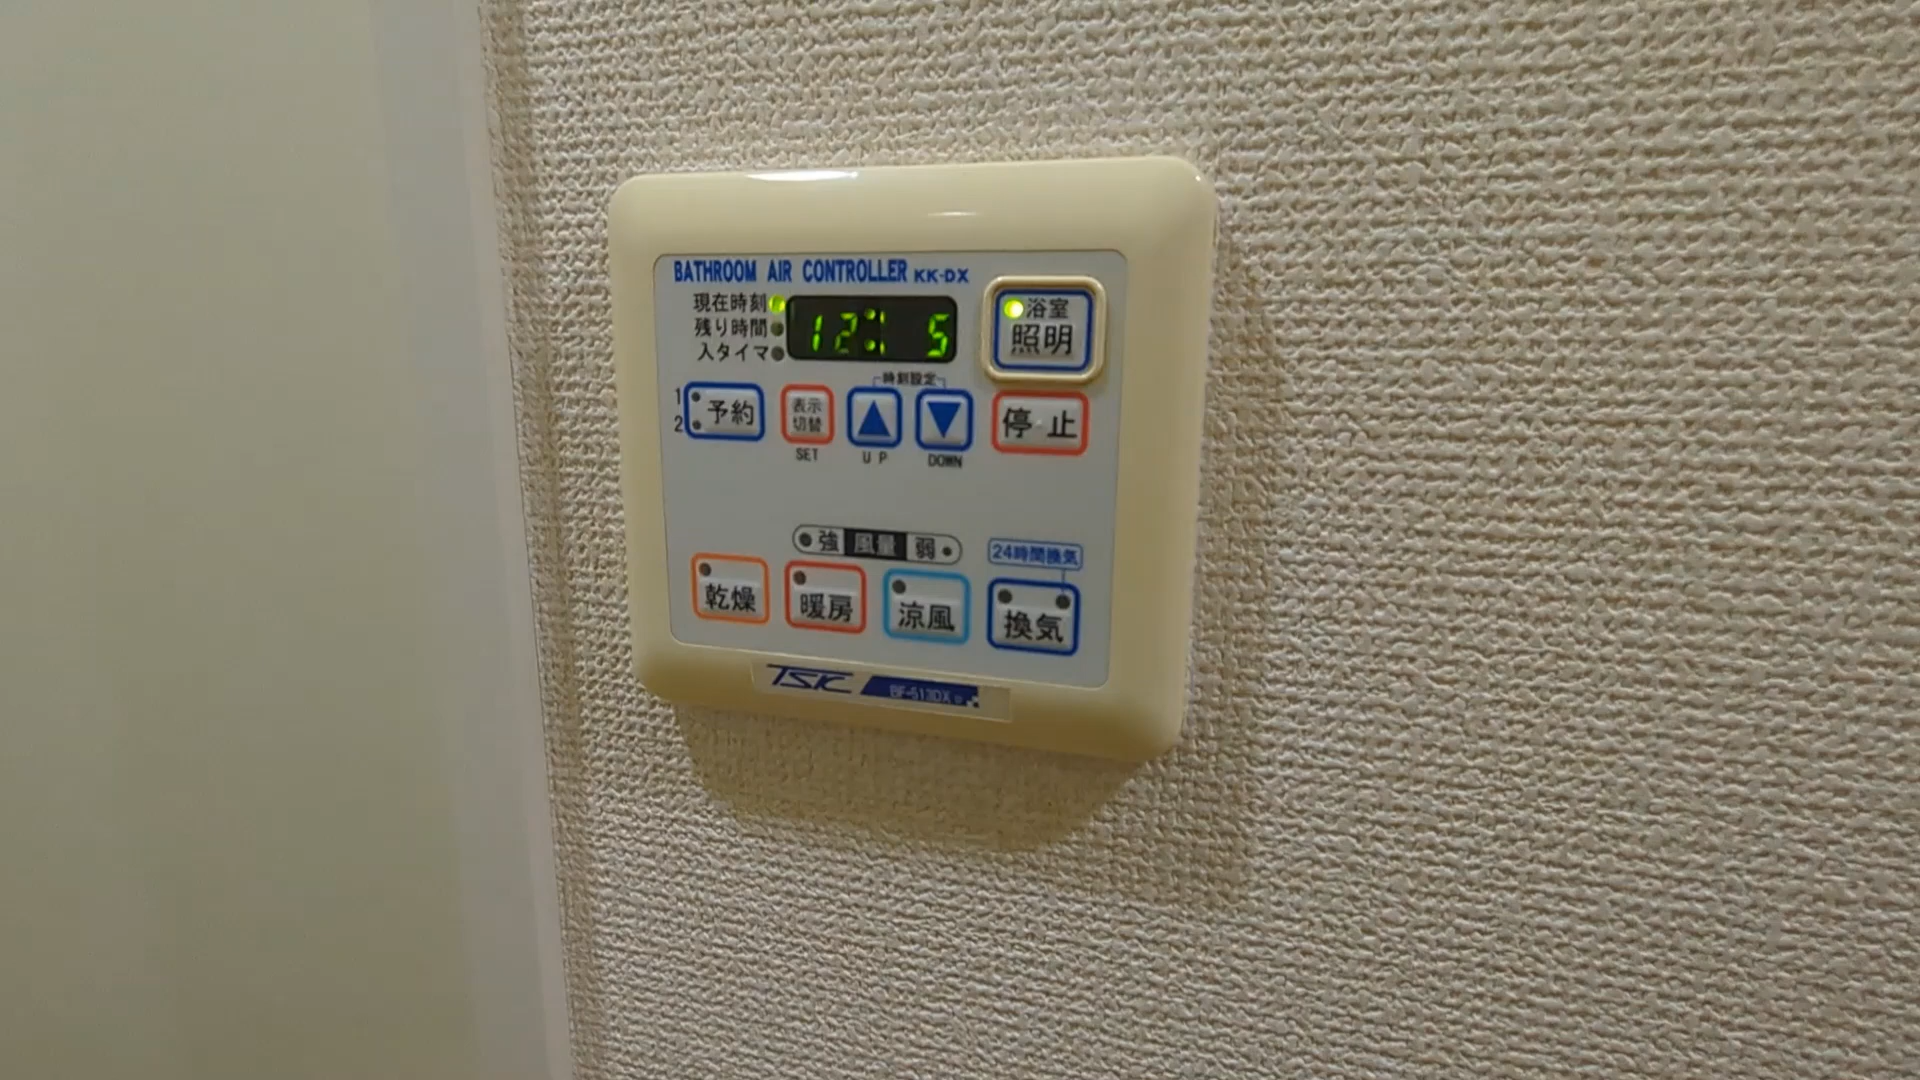 BATHROOM AIR CONTROLLER KK-DX
現在時刻
残り時間
入タイマ
浴室
照明
時刻設定
1
2
予約
表示
切替
SET
UP
DOWN
停止
強 風量 弱
24時間換気
乾燥
暖房
涼風
換気
TSK BF-513DX